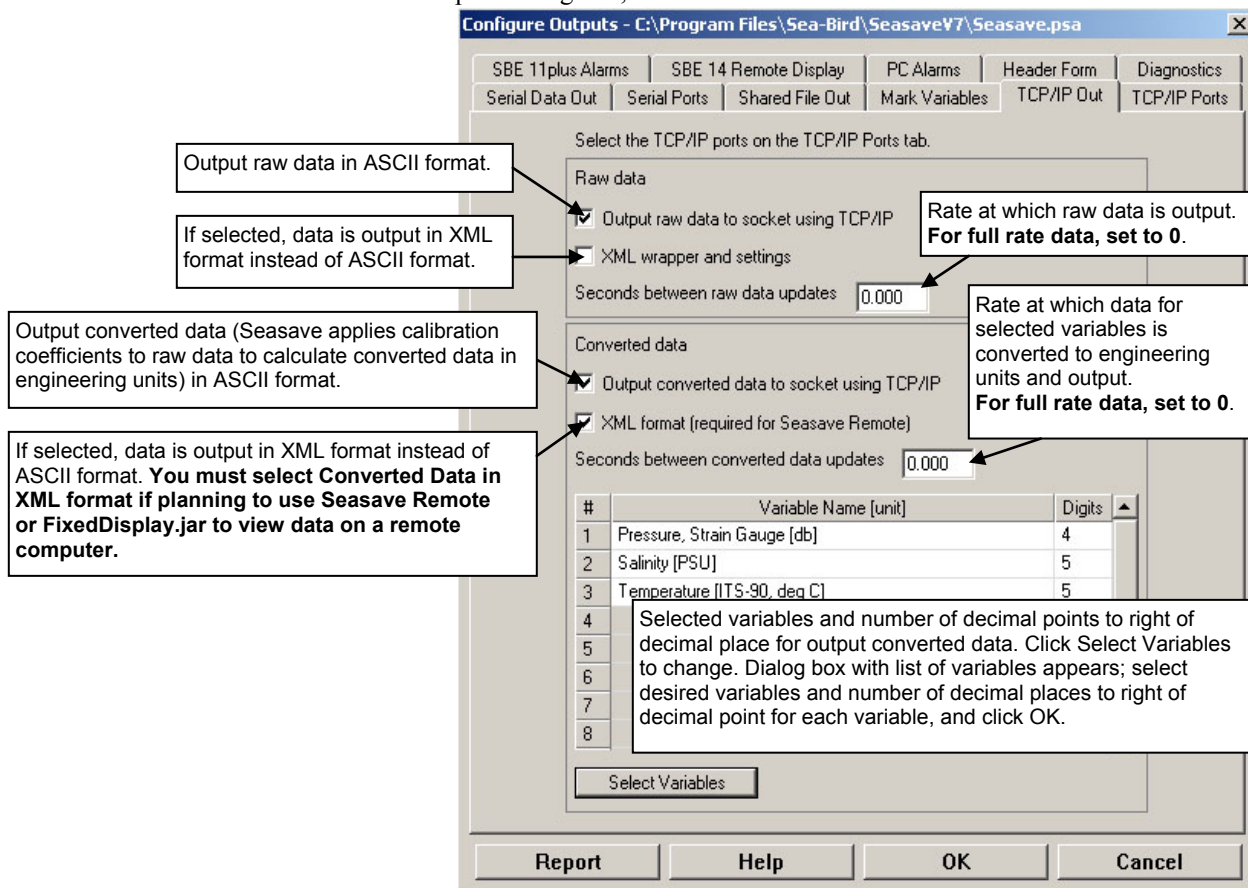 Configure Outputs - C:\Program Files\Sea-Bird\SeasaveV7\Seasave.psa
SBE 11plus Alarms
SBE 14 Remote Display
PC Alarms
Header Form
Diagnostics
Serial Data Out
Serial Ports
Shared File Out
Mark Variables
TCP/IP Out
TCP/IP Ports
Select the TCP/IP ports on the TCP/IP Ports tab.
Output raw data in ASCII format.
Raw data
Output raw data to socket using TCP/IP
Rate at which raw data is output.
For full rate data, set to 0.
If selected, data is output in XML
format instead of ASCII format.
XML wrapper and settings
Seconds between raw data updates
0.000
Rate at which data for
selected variables is
converted to engineering
units and output.
For full rate data, set to 0.
Output converted data (Seasave applies calibration
coefficients to raw data to calculate converted data in
engineering units) in ASCII format.
Converted data
Output converted data to socket using TCP/IP
XML format (required for Seasave Remote)
If selected, data is output in XML format instead of
ASCII format. You must select Converted Data in
XML format if planning to use Seasave Remote
or FixedDisplay.jar to view data on a remote
computer.
Seconds between converted data updates
0.000
# Variable Name [unit] Digits
1 Pressure, Strain Gauge [db] 4
2 Salinity [PSU] 5
3 Temperature [ITS-90, deg C] 5
4
5
6
7
8
Selected variables and number of decimal points to right of
decimal place for output converted data. Click Select Variables
to change. Dialog box with list of variables appears; select
desired variables and number of decimal places to right of
decimal point for each variable, and click OK.
Select Variables
Report
Help
OK
Cancel